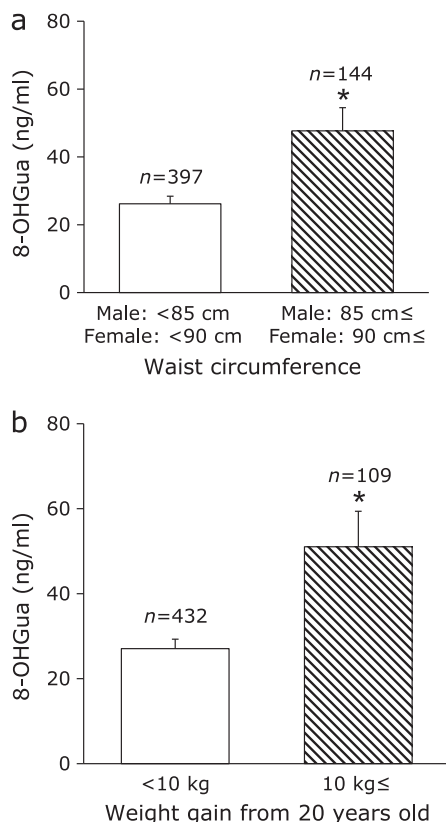 a
80
60
40
20
0
8-OHGua (ng/ml)
n=397
n=144
*
Male: <85 cm
Female: <90 cm
Male: 85 cm≤
Female: 90 cm≤
Waist circumference
b
80
60
40
20
0
8-OHGua (ng/ml)
n=432
n=109
*
<10 kg
10 kg≤
Weight gain from 20 years old